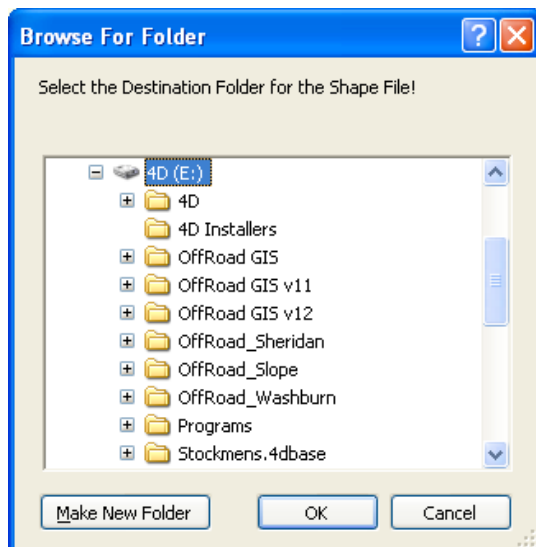 Browse For Folder
Select the Destination Folder for the Shape File!
4D (E:)
4D
4D Installers
OffRoad GIS
OffRoad GIS v11
OffRoad GIS v12
OffRoad_Sheridan
OffRoad_Slope
OffRoad_Washburn
Programs
Stockmens.4dbase
Make New Folder OK Cancel